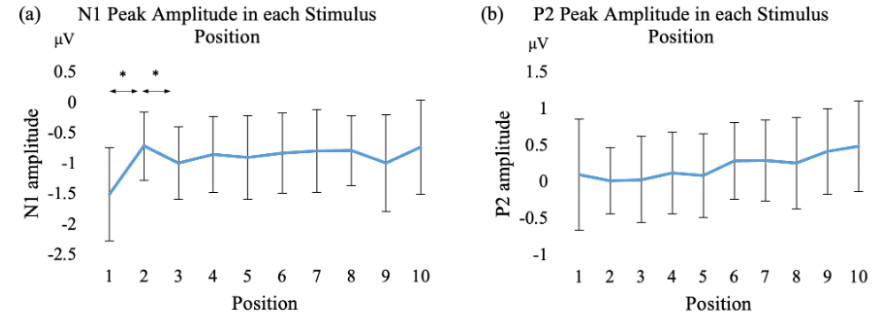 (a) N1 Peak Amplitude in each Stimulus
Position
μV
0.5
0
-0.5
-1
-1.5
-2
-2.5
* *
N1 amplitude
1 2 3 4 5 6 7 8 9 10
Position
(b) P2 Peak Amplitude in each Stimulus
Position
μV
1.5
1
0.5
0
-0.5
-1
P2 amplitude
1 2 3 4 5 6 7 8 9 10
Position